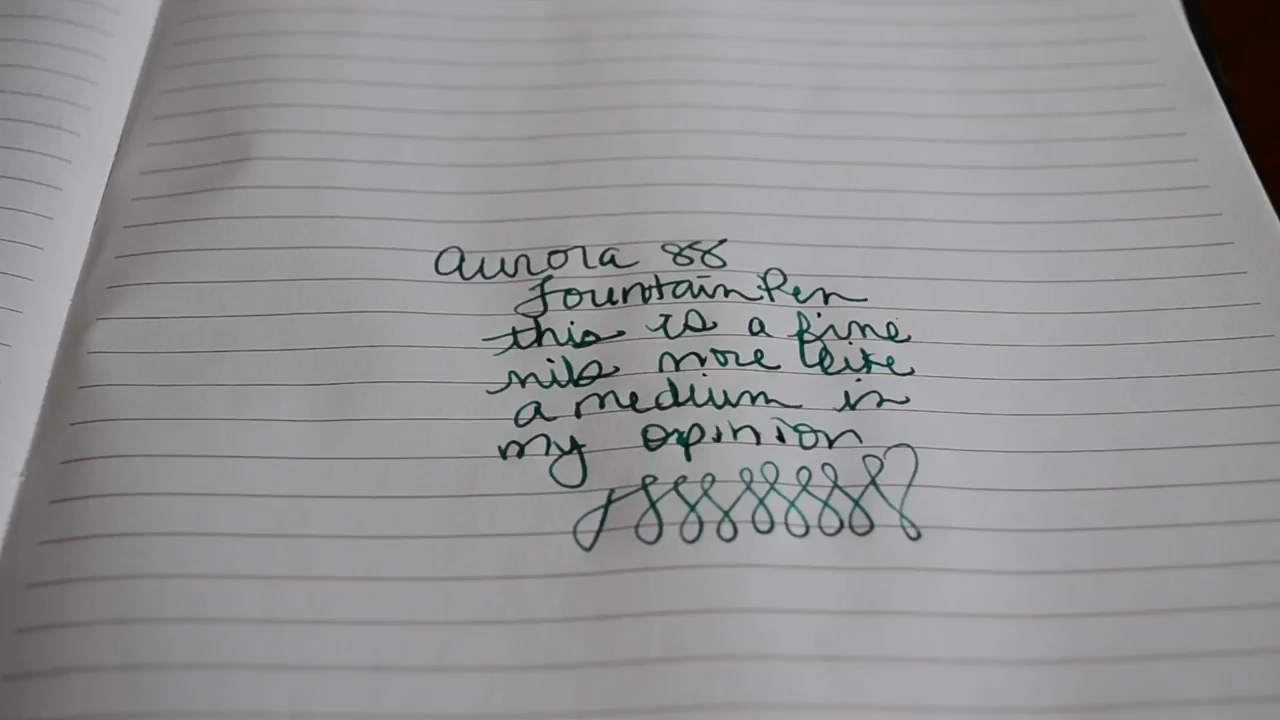 aurora 88
fountain Pen
this is a fine
nib more like
a medium in
my opinion